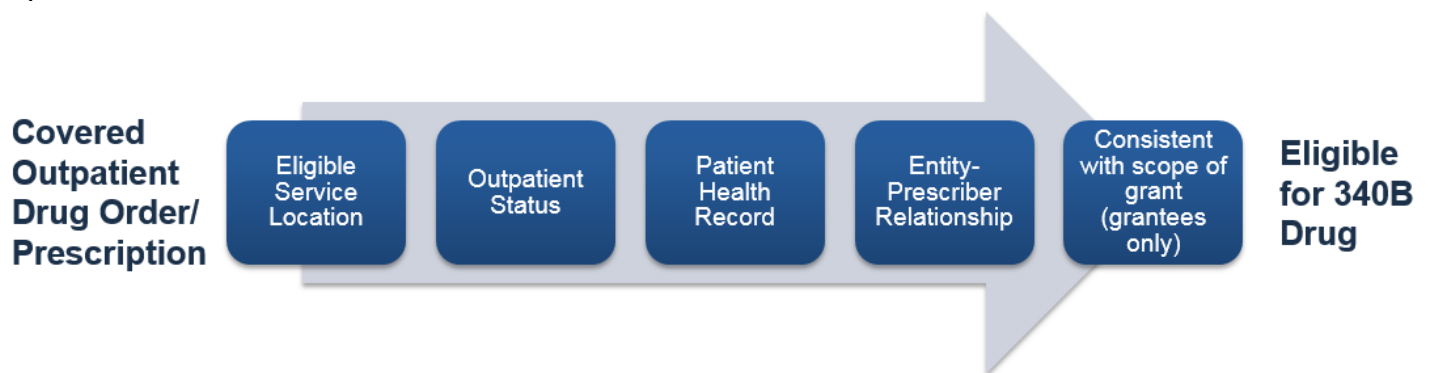 Covered
Outpatient
Drug Order/
Prescription
Eligible
Service
Location
Outpatient
Status
Patient
Health
Record
Entity-
Prescriber
Relationship
Consistent
with scope of
grant
(grantees
only)
Eligible
for 340B
Drug